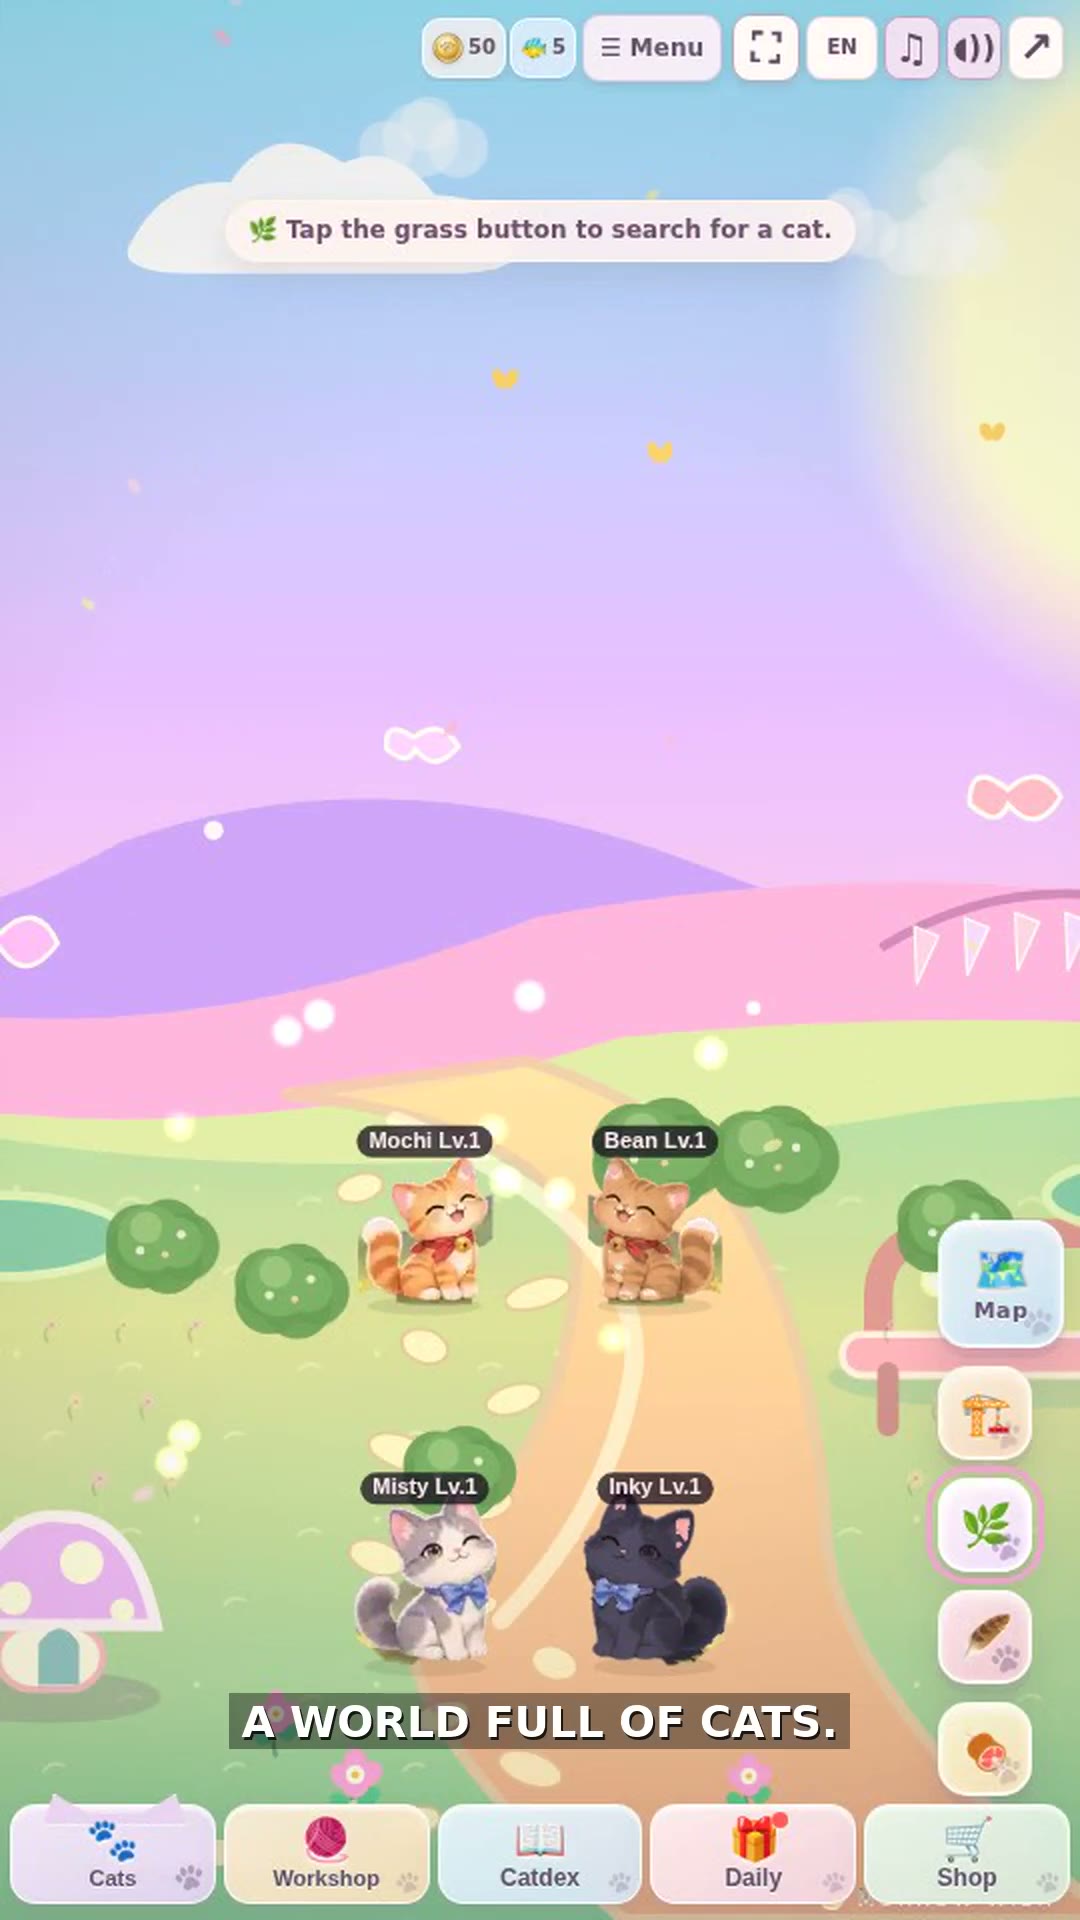 50
5
☰ Menu
EN
Tap the grass button to search for a cat.
Mochi Lv.1
Bean Lv.1
Map
Misty Lv.1
Inky Lv.1
A WORLD FULL OF CATS.
Cats
Workshop
Catdex
Daily
Shop